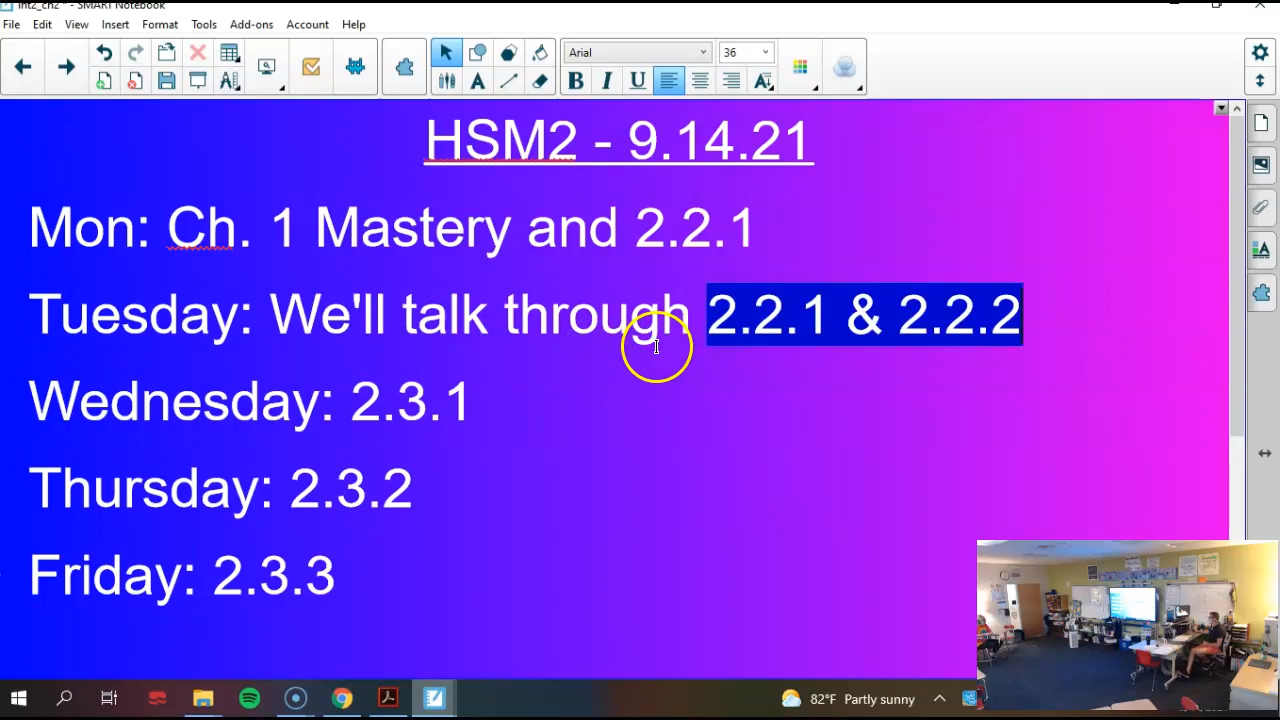 Int2_ch2 * - SMART Notebook
File Edit View Insert Format Tools Add-ons Account Help
Arial 36
HSM2 - 9.14.21
Mon: Ch. 1 Mastery and 2.2.1
Tuesday: We'll talk through 2.2.1 & 2.2.2
Wednesday: 2.3.1
Thursday: 2.3.2
Friday: 2.3.3
82°F Partly sunny